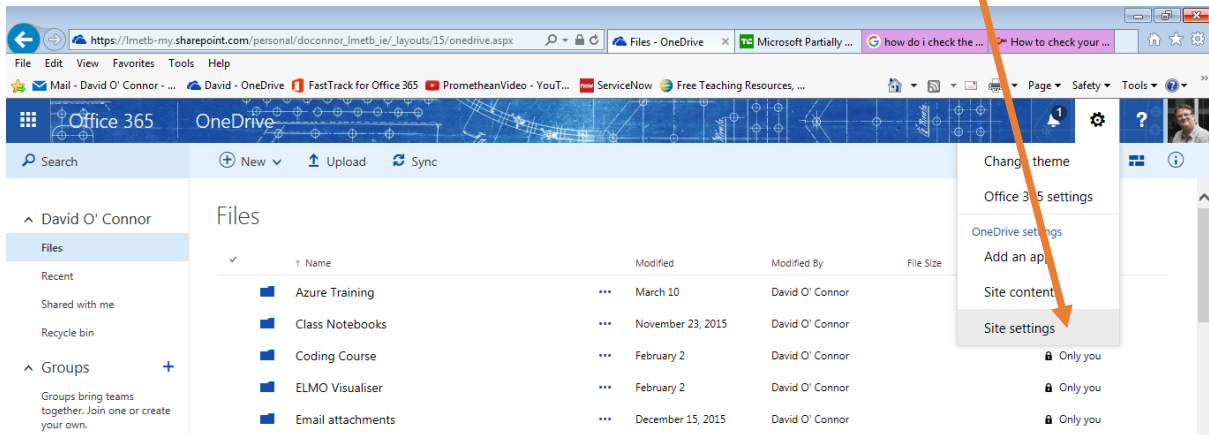 https://lmetb-my.sharepoint.com/personal/doconnor_lmetb_ie/_layouts/15/onedrive.aspx
Files - OneDrive
Microsoft Partially ...
how do i check the ...
How to check your ...
File Edit View Favorites Tools Help
Mail - David O' Connor - ... David - OneDrive FastTrack for Office 365 PrometheanVideo - YouT... ServiceNow Free Teaching Resources, ... Page Safety Tools
Office 365 OneDrive 1 ?
Search New Upload Sync
Change theme
Office 365 settings
OneDrive settings
Add an app
Site contents
Site settings
David O' Connor
Files
Recent
Shared with me
Recycle bin
Groups +
Groups bring teams
together. Join one or create
your own.
Files
Name Modified Modified By File Size
Azure Training ... March 10 David O' Connor
Class Notebooks ... November 23, 2015 David O' Connor
Coding Course ... February 2 David O' Connor Only you
ELMO Visualiser ... February 2 David O' Connor Only you
Email attachments ... December 15, 2015 David O' Connor Only you